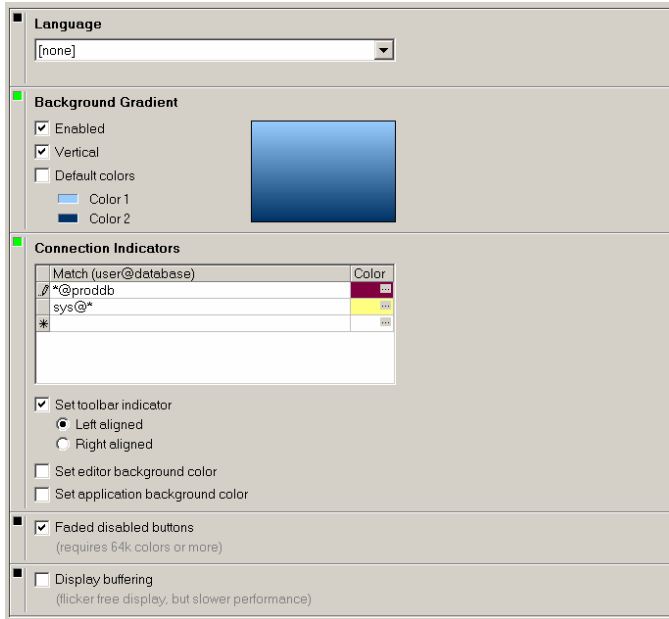 Language
[none]
Background Gradient
Enabled
Vertical
Default colors
Color 1
Color 2
Connection Indicators
Match (user@database) Color
*@proddb ...
sys@* ...
* ...
Set toolbar indicator
Left aligned
Right aligned
Set editor background color
Set application background color
Faded disabled buttons
(requires 64k colors or more)
Display buffering
(flicker free display, but slower performance)